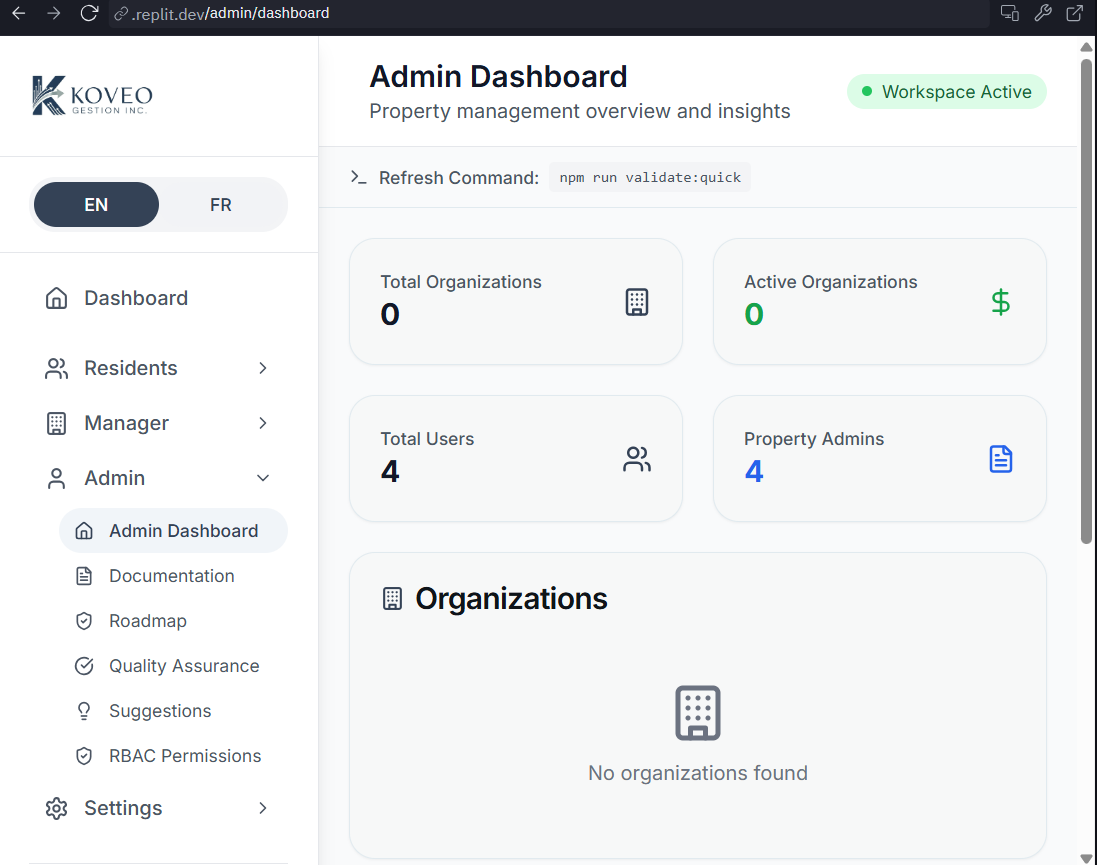 .replit.dev/admin/dashboard
KOVEO
GESTION INC.
EN
FR
Dashboard
Residents
Manager
Admin
Admin Dashboard
Documentation
Roadmap
Quality Assurance
Suggestions
RBAC Permissions
Settings
Admin Dashboard
Property management overview and insights
Workspace Active
Refresh Command: npm run validate:quick
Total Organizations
0
Active Organizations
0
Total Users
4
Property Admins
4
Organizations
No organizations found